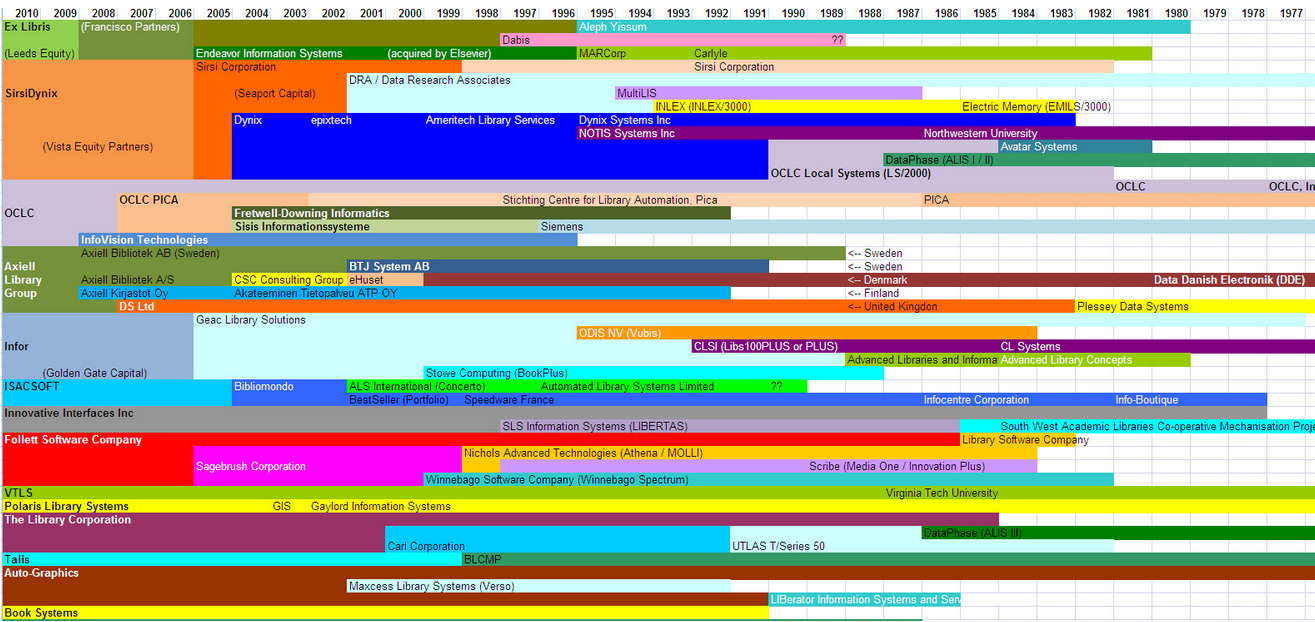 2010 2009 2008 2007 2006 2005 2004 2003 2002 2001 2000 1998 1997 1996 1995 1994 1993 1992 1991 1990 1989 1988 1987 1986 1985 1984 1983 1982 1981 1980 1979 1978 1977
Ex Libris (Francisco Partners) Aleph Yissum
Dabis ??
(Leeds Equity) Endeavor Information Systems (acquired by Elsevier) MARCorp Carlyle
Sirsi Corporation Sirsi Corporation
DRA / Data Research Associates
SirsiDynix (Seaport Capital) MultiLIS
INLEX (INLEX/3000) Electric Memory (EMILS/3000)
Dynix epixtech Ameritech Library Services Dynix Systems Inc
NOTIS Systems Inc Northwestern University
(Vista Equity Partners) Avatar Systems
DataPhase (ALIS I / II)
OCLC Local Systems (LS/2000)
OCLC OCLC, In
OCLC PICA Stichting Centre for Library Automation, Pica PICA
OCLC Fretwell-Downing Informatics
Sisis Informationssysteme Siemens
InfoVision Technologies
Axiell Bibliotek AB (Sweden) <-- Sweden
Axiell BTJ System AB <-- Sweden
Library Axiell Bibliotek A/S CSC Consulting Group eHuset <-- Denmark Data Danish Electronik (DDE)
Group Axiell Kirjastot Oy Akateeminen Tietopalveu ATP OY <-- Finland
DS Ltd <-- United Kingdon Plessey Data Systems
Geac Library Solutions
ODIS NV (Vubis)
Infor CLSI (Libs100PLUS or PLUS) CL Systems
Advanced Libraries and Informa Advanced Library Concepts
(Golden Gate Capital) Stowe Computing (BookPlus)
ISACSOFT Bibliomondo ALS International (Concerto) Automated Library Systems Limited ??
BestSeller (Portfolio) Speedware France Infocentre Corporation Info-Boutique
Innovative Interfaces Inc
SLS Information Systems (LIBERTAS) South West Academic Libraries Co-operative Mechanisation Proje
Follett Software Company Library Software Company
Nichols Advanced Technologies (Athena / MOLLI)
Sagebrush Corporation Scribe (Media One / Innovation Plus)
Winnebago Software Company (Winnebago Spectrum)
VTLS Virginia Tech University
Polaris Library Systems GIS Gaylord Information Systems
The Library Corporation
DataPhase (ALIS III)
Carl Corporation UTLAS T/Series 50
Talis BLCMP
Auto-Graphics
Maxcess Library Systems (Verso)
LIBerator Information Systems and Serv
Book Systems